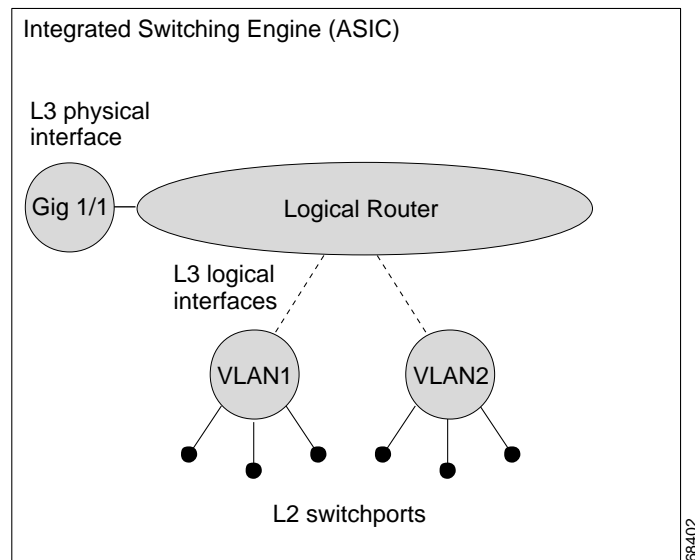 Integrated Switching Engine (ASIC)
L3 physical
interface
Gig 1/1
Logical Router
L3 logical
interfaces
VLAN1
VLAN2
L2 switchports
68402